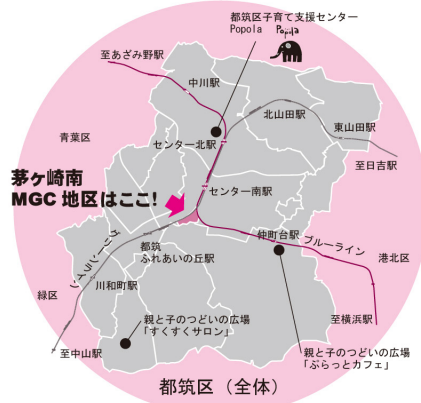 都筑区子育て支援センター
Popola
Popola
至あざみ野駅
中川駅
北山田駅
東山田駅
センター北駅
青葉区
至日吉駅
茅ヶ崎南
MGC 地区はここ!
センター南駅
グリーンライン
都筑
ふれあいの丘駅
仲町台駅
ブルーライン
港北区
川和町駅
緑区
親と子のつどいの広場
「すくすくサロン」
至横浜駅
至中山駅
親と子のつどいの広場
「ぷらっとカフェ」
都筑区(全体)